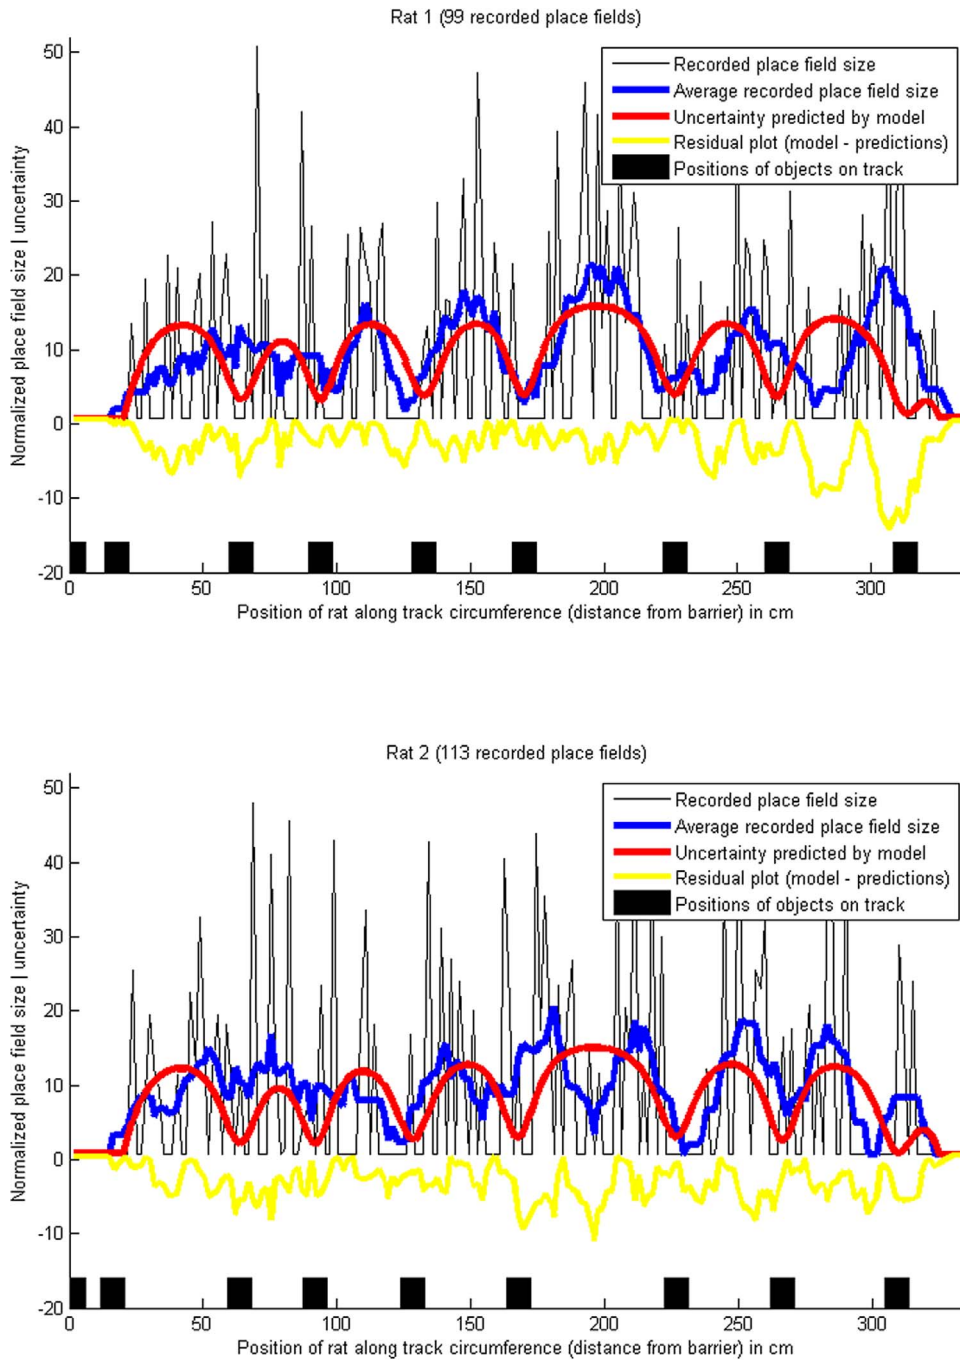 Rat 1 (99 recorded place fields)
50
40
30
20
10
0
-10
-20
Normalized place field size | uncertainty
Recorded place field size
Average recorded place field size
Uncertainty predicted by model
Residual plot (model - predictions)
Positions of objects on track
0 50 100 150 200 250 300
Position of rat along track circumference (distance from barrier) in cm
Rat 2 (113 recorded place fields)
50
40
30
20
10
0
-10
-20
Normalized place field size | uncertainty
Recorded place field size
Average recorded place field size
Uncertainty predicted by model
Residual plot (model - predictions)
Positions of objects on track
0 50 100 150 200 250 300
Position of rat along track circumference (distance from barrier) in cm